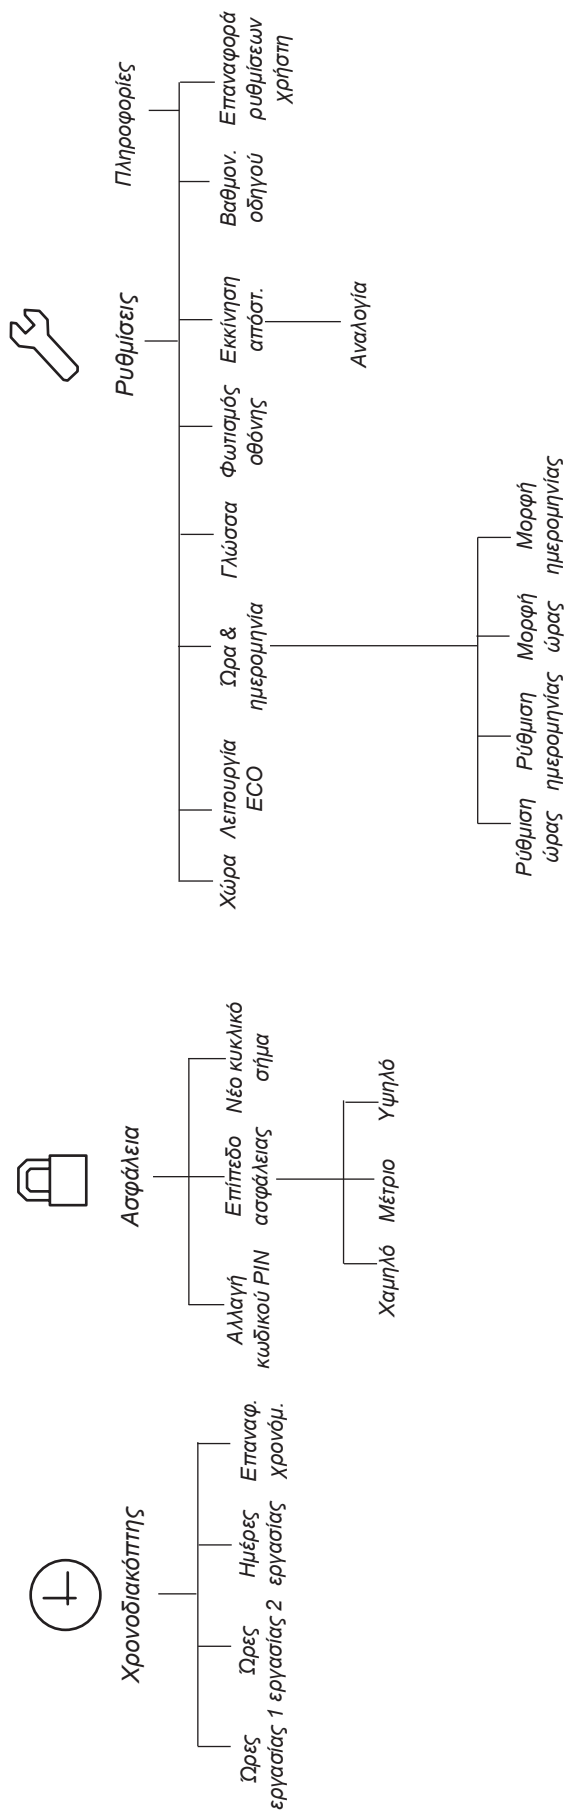 Χρονοδιακόπτης
Ώρες
εργασίας 1
Ώρες
εργασίας 2
Ημέρες
εργασίας
Επαναφ.
χρονόμ.
Ασφάλεια
Αλλαγή
κωδικού PIN
Επίπεδο
ασφάλειας
Νέο κυκλικό
σήμα
Χαμηλό
Μέτριο
Υψηλό
Ρυθμίσεις
Χώρα
Λειτουργία
ECO
Ώρα &
ημερομηνία
Γλώσσα
Φωτισμός
οθόνης
Εκκίνηση
απόστ.
Βαθμον.
οδηγού
Επαναφορά
ρυθμίσεων
χρήστη
Πληροφορίες
Αναλογία
Ρύθμιση
ώρας
Ρύθμιση
ημερομηνίας
Μορφή
ώρας
Μορφή
ημερομηνίας